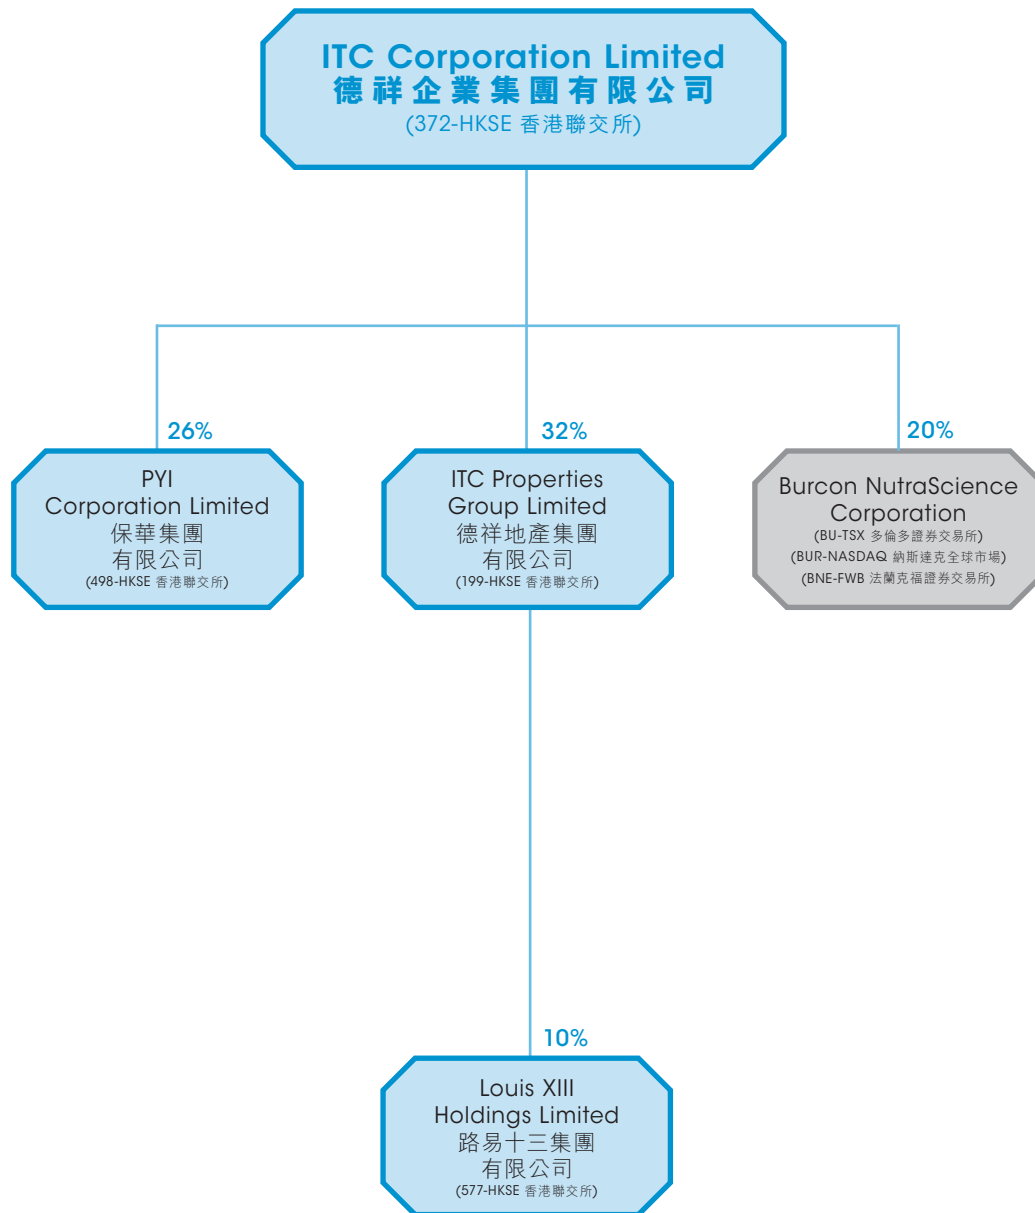 ITC Corporation Limited
德祥企業集團有限公司
(372-HKSE 香港聯交所)
26%
PYI
Corporation Limited
保華集團
有限公司
(498-HKSE 香港聯交所)
32%
ITC Properties
Group Limited
德祥地產集團
有限公司
(199-HKSE 香港聯交所)
20%
Burcon NutraScience
Corporation
(BU-TSX 多倫多證券交易所)
(BUR-NASDAQ 納斯達克全球市場)
(BNE-FWB 法蘭克福證券交易所)
10%
Louis XIII
Holdings Limited
路易十三集團
有限公司
(577-HKSE 香港聯交所)